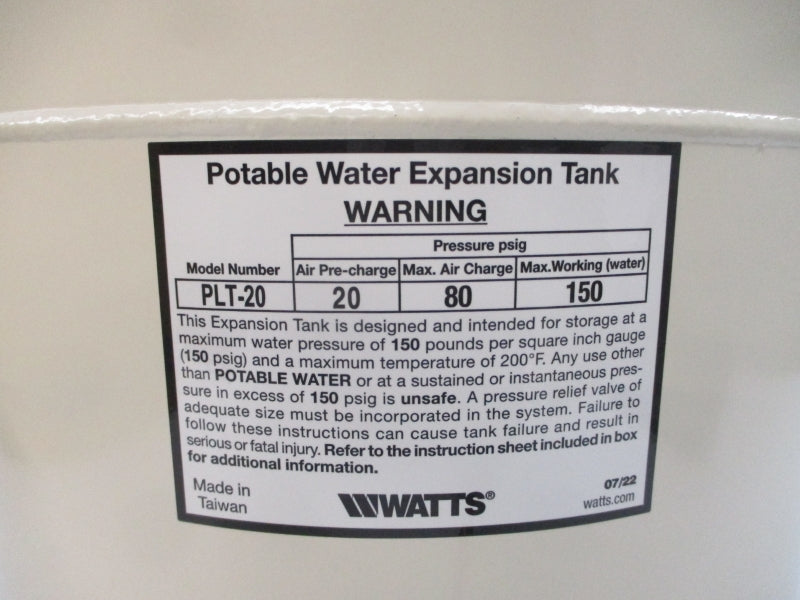 Potable Water Expansion Tank
WARNING
Pressure psig
Model Number Air Pre-charge Max. Air Charge Max.Working (water)
PLT-20 20 80 150
This Expansion Tank is designed and intended for storage at a
maximum water pressure of 150 pounds per square inch gauge
(150 psig) and a maximum temperature of 200°F. Any use other
than POTABLE WATER or at a sustained or instantaneous pres-
sure in excess of 150 psig is unsafe. A pressure relief valve of
adequate size must be incorporated in the system. Failure to
follow these instructions can cause tank failure and result in
serious or fatal injury. Refer to the instruction sheet included in box
for additional information.
Made in
Taiwan
WATTS®
07/22
watts.com